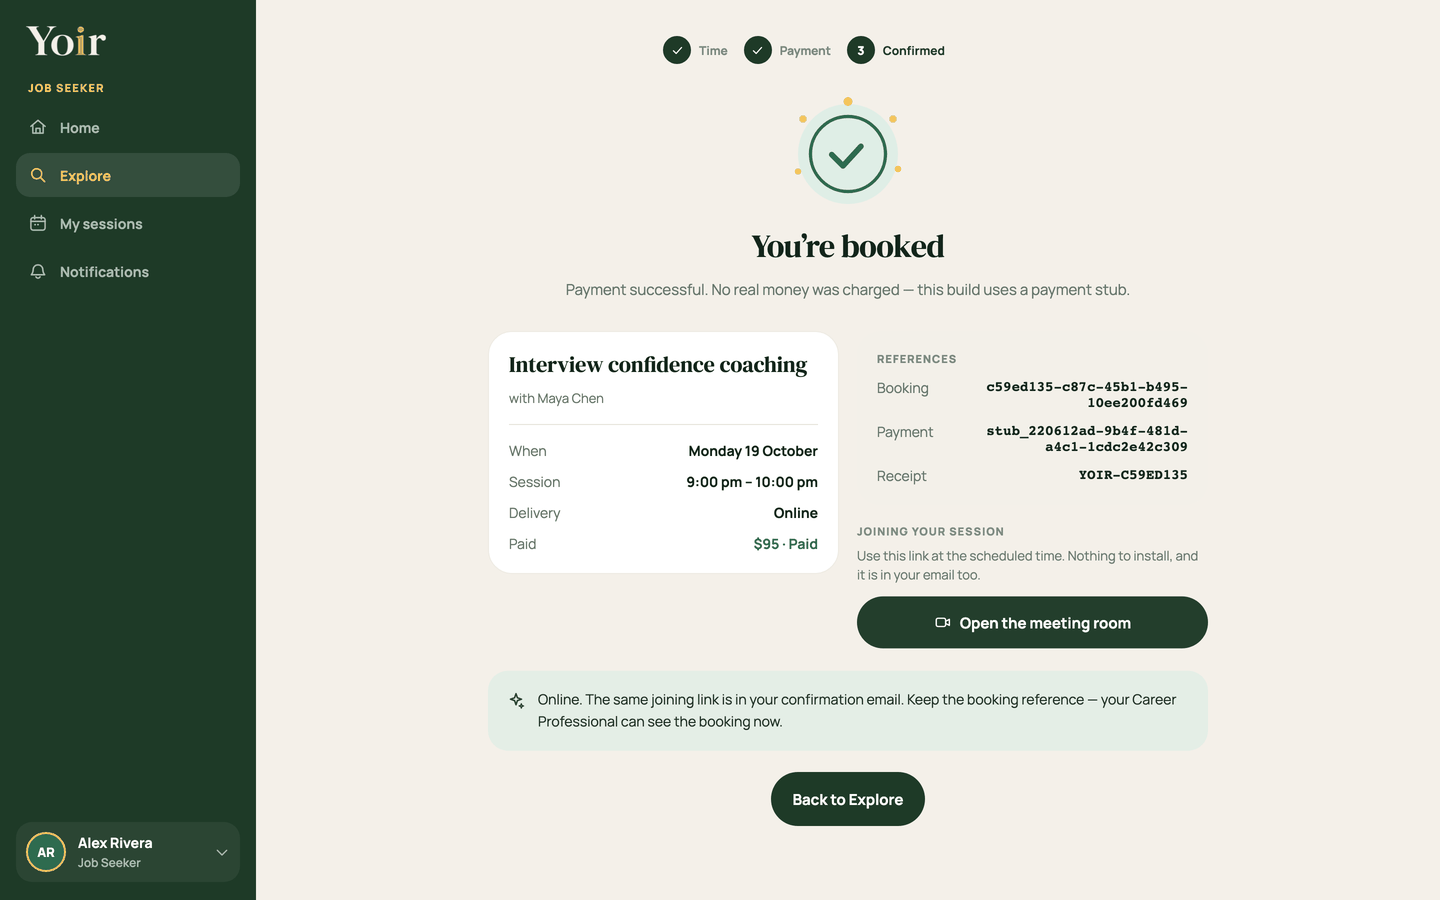 Yoir
JOB SEEKER
Home
Explore
My sessions
Notifications
AR
Alex Rivera
Job Seeker
Time
Payment
3
Confirmed
You’re booked
Payment successful. No real money was charged — this build uses a payment stub.
Interview confidence coaching
with Maya Chen
When
Monday 19 October
Session
9:00 pm – 10:00 pm
Delivery
Online
Paid
$95 · Paid
REFERENCES
Booking
c59ed135-c87c-45b1-b495-
10ee200fd469
Payment
stub_220612ad-9b4f-481d-
a4c1-1cdc2e42c309
Receipt
YOIR-C59ED135
JOINING YOUR SESSION
Use this link at the scheduled time. Nothing to install, and
it is in your email too.
Open the meeting room
Online. The same joining link is in your confirmation email. Keep the booking reference — your Career
Professional can see the booking now.
Back to Explore